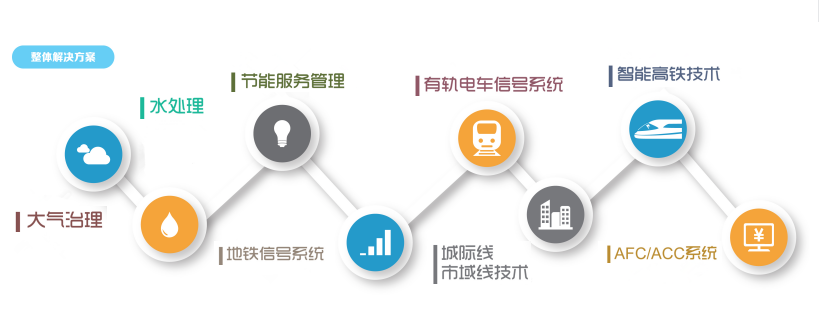 整体解决方案
大气治理
水处理
节能服务管理
地铁信号系统
有轨电车信号系统
城际线
市域线技术
智能高铁技术
AFC/ACC系统
¥